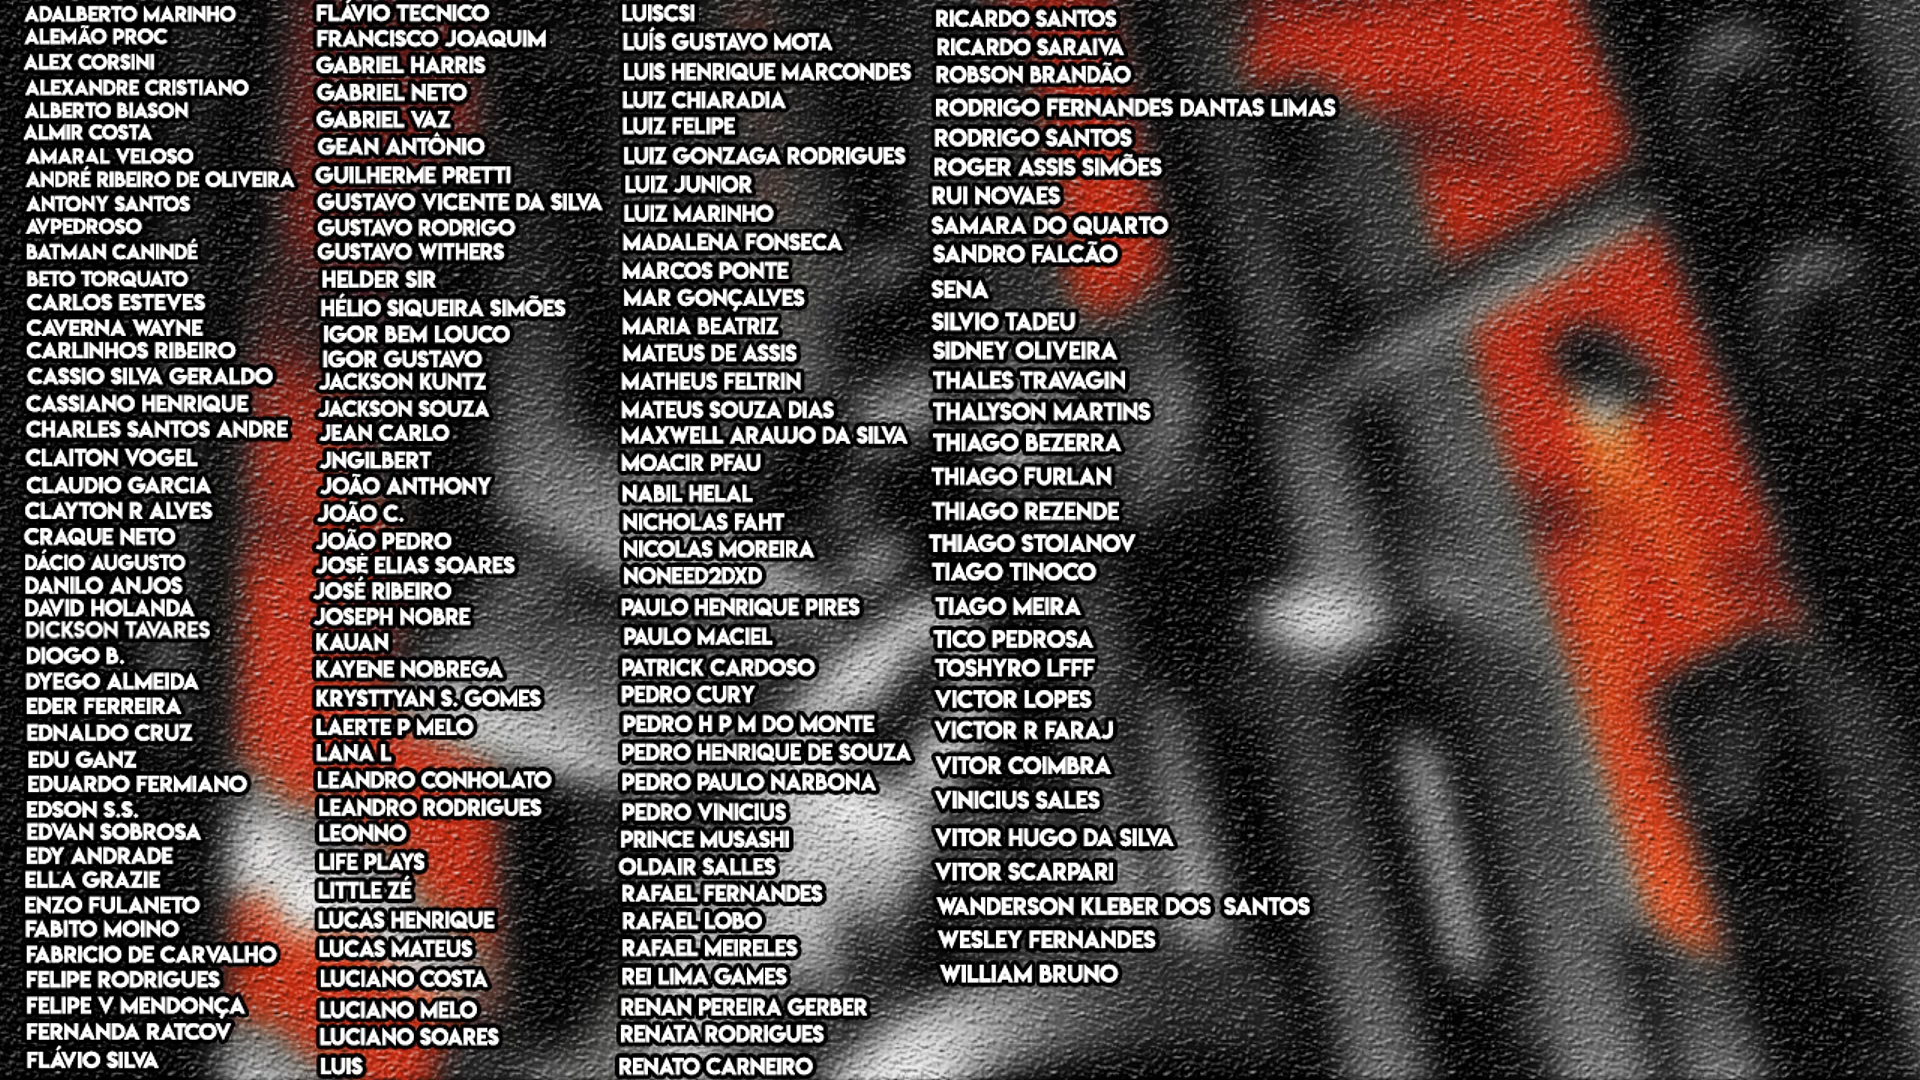 ADALBERTO MARINHO
ALEMÃO PROC
ALEX CORSINI
ALEXANDRE CRISTIANO
ALBERTO BIASON
ALMIR COSTA
AMARAL VELOSO
ANDRÉ RIBEIRO DE OLIVEIRA
ANTONY SANTOS
AVPEDROSO
BATMAN CANINDÉ
BETO TORQUATO
CARLOS ESTEVES
CAVERNA WAYNE
CARLINHOS RIBEIRO
CASSIO SILVA GERALDO
CASSIANO HENRIQUE
CHARLES SANTOS ANDRE
CLAITON VOGEL
CLAUDIO GARCIA
CLAYTON R ALVES
CRAQUE NETO
DÁCIO AUGUSTO
DANILO ANJOS
DAVID HOLANDA
DICKSON TAVARES
DIOGO B.
DYEGO ALMEIDA
EDER FERREIRA
EDNALDO CRUZ
EDU GANZ
EDUARDO FERMIANO
EDSON S.S.
EDVAN SOBROSA
EDY ANDRADE
ELLA GRAZIE
ENZO FULANETO
FABITO MOINO
FABRICIO DE CARVALHO
FELIPE RODRIGUES
FELIPE V MENDONÇA
FERNANDA RATCOV
FLÁVIO SILVA
FLÁVIO TECNICO
FRANCISCO JOAQUIM
GABRIEL HARRIS
GABRIEL NETO
GABRIEL VAZ
GEAN ANTÔNIO
GUILHERME PRETTI
GUSTAVO VICENTE DA SILVA
GUSTAVO RODRIGO
GUSTAVO WITHERS
HELDER SIR
HÉLIO SIQUEIRA SIMÕES
IGOR BEM LOUCO
IGOR GUSTAVO
JACKSON KUNTZ
JACKSON SOUZA
JEAN CARLO
JNGILBERT
JOÃO ANTHONY
JOÃO C.
JOÃO PEDRO
JOSÉ ELIAS SOARES
JOSÉ RIBEIRO
JOSEPH NOBRE
KAUAN
KAYENE NOBREGA
KRYSTTYAN S. GOMES
LAERTE P MELO
LANA L
LEANDRO CONHOLATO
LEANDRO RODRIGUES
LEONNO
LIFE PLAYS
LITTLE ZÉ
LUCAS HENRIQUE
LUCAS MATEUS
LUCIANO COSTA
LUCIANO MELO
LUCIANO SOARES
LUIS
LUISCSI
LUÍS GUSTAVO MOTA
LUIS HENRIQUE MARCONDES
LUIZ CHIARADIA
LUIZ FELIPE
LUIZ GONZAGA RODRIGUES
LUIZ JUNIOR
LUIZ MARINHO
MADALENA FONSECA
MARCOS PONTE
MAR GONÇALVES
MARIA BEATRIZ
MATEUS DE ASSIS
MATHEUS FELTRIN
MATEUS SOUZA DIAS
MAXWELL ARAUJO DA SILVA
MOACIR PFAU
NABIL HELAL
NICHOLAS FAHT
NICOLAS MOREIRA
NONEED2DXD
PAULO HENRIQUE PIRES
PAULO MACIEL
PATRICK CARDOSO
PEDRO CURY
PEDRO H P M DO MONTE
PEDRO HENRIQUE DE SOUZA
PEDRO PAULO NARBONA
PEDRO VINICIUS
PRINCE MUSASHI
OLDAIR SALLES
RAFAEL FERNANDES
RAFAEL LOBO
RAFAEL MEIRELES
REI LIMA GAMES
RENAN PEREIRA GERBER
RENATA RODRIGUES
RENATO CARNEIRO
RICARDO SANTOS
RICARDO SARAIVA
ROBSON BRANDÃO
RODRIGO FERNANDES DANTAS LIMAS
RODRIGO SANTOS
ROGER ASSIS SIMÕES
RUI NOVAES
SAMARA DO QUARTO
SANDRO FALCÃO
SENA
SILVIO TADEU
SIDNEY OLIVEIRA
THALES TRAVAGIN
THALYSON MARTINS
THIAGO BEZERRA
THIAGO FURLAN
THIAGO REZENDE
THIAGO STOIANOV
TIAGO TINOCO
TIAGO MEIRA
TICO PEDROSA
TOSHYRO LFFF
VICTOR LOPES
VICTOR R FARAJ
VITOR COIMBRA
VINICIUS SALES
VITOR HUGO DA SILVA
VITOR SCARPARI
WANDERSON KLEBER DOS SANTOS
WESLEY FERNANDES
WILLIAM BRUNO